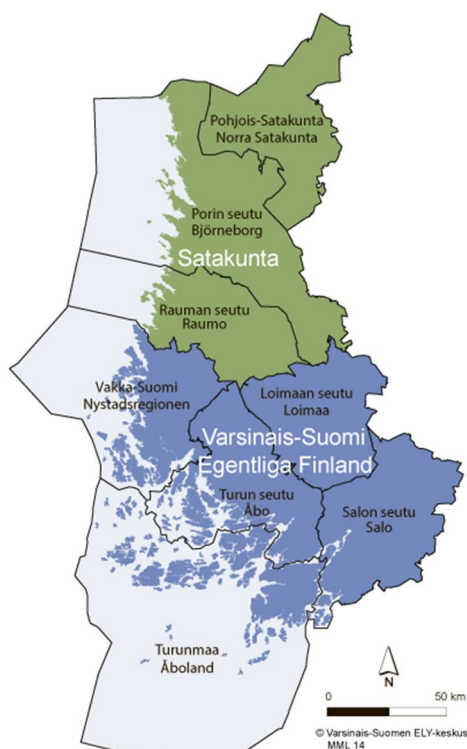 Pohjois-Satakunta
Norra Satakunta
Porin seutu
Björneborg
Satakunta
Rauman seutu
Raumo
Vakka-Suomi
Nystadsregionen
Loimaan seutu
Loimaa
Varsinais-Suomi
Egentliga Finland
Turun seutu
Åbo
Salon seutu
Salo
Turunmaa
Åboland
N
0 50 km
© Varsinais-Suomen ELY-keskus
MML 14